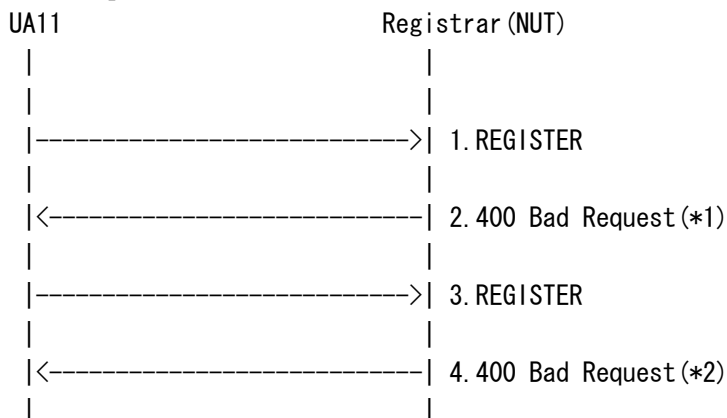 UA11 Registrar(NUT)
1.REGISTER
2.400 Bad Request(*1)
3.REGISTER
4.400 Bad Request(*2)